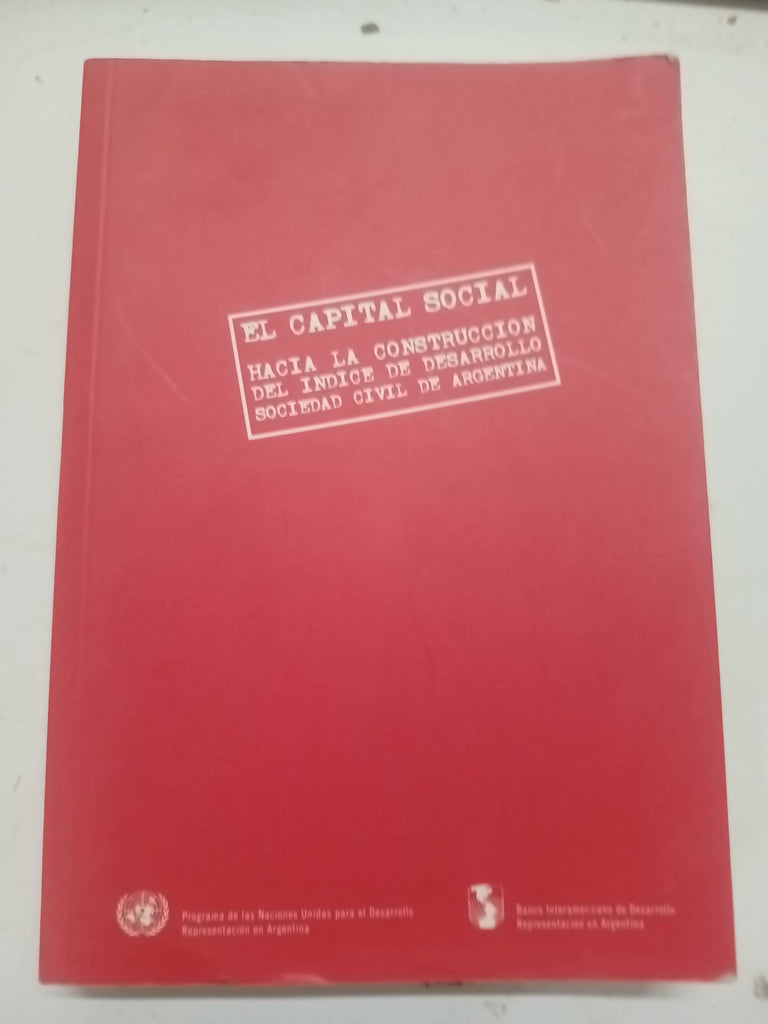 EL CAPITAL SOCIAL
HACIA LA CONSTRUCCION
DEL INDICE DE DESARROLLO
SOCIEDAD CIVIL DE ARGENTINA
Programa de las Naciones Unidas para el Desarrollo
Representación en Argentina
Banco Interamericano de Desarrollo
Representación en Argentina